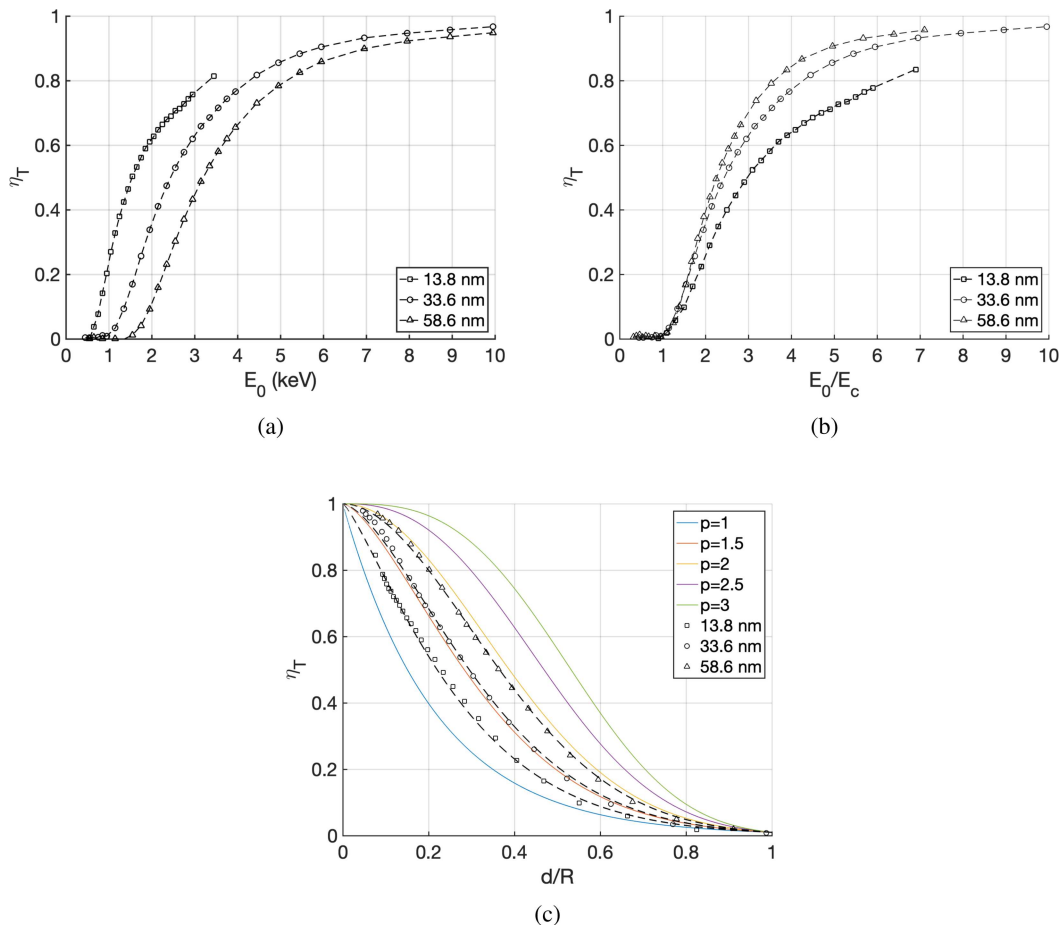 1
0.8
0.6
0.4
0.2
0
η_T
0 1 2 3 4 5 6 7 8 9 10
E_0 (keV)
13.8 nm
33.6 nm
58.6 nm
(a)
1
0.8
0.6
0.4
0.2
0
η_T
0 1 2 3 4 5 6 7 8 9 10
E_0/E_c
13.8 nm
33.6 nm
58.6 nm
(b)
1
0.8
0.6
0.4
0.2
0
η_T
0 0.2 0.4 0.6 0.8 1
d/R
p=1
p=1.5
p=2
p=2.5
p=3
13.8 nm
33.6 nm
58.6 nm
(c)